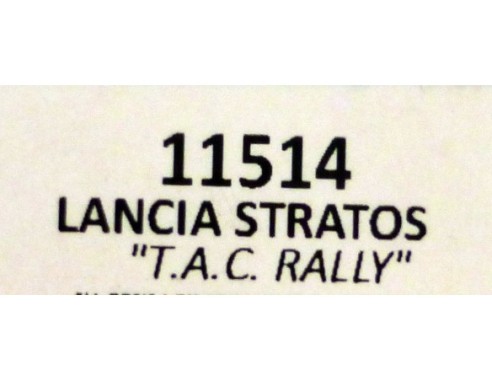 11514
LANCIA STRATOS
"T.A.C. RALLY"